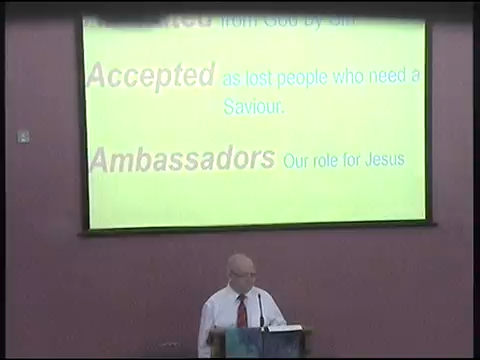 from God by Sin
Accepted as lost people who need a
Saviour.
Ambassadors Our role for Jesus